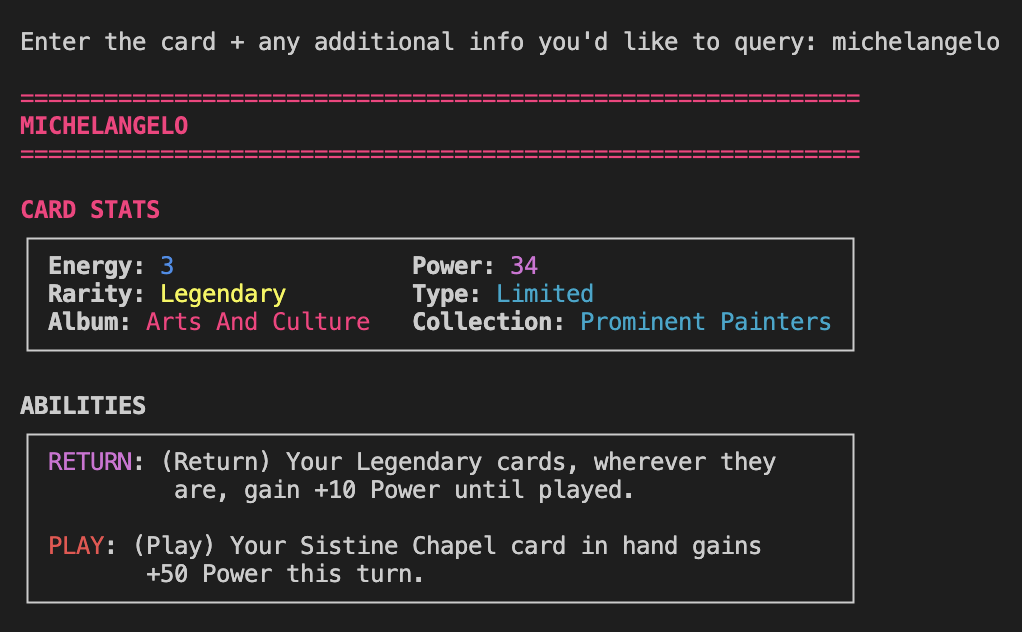 Enter the card + any additional info you'd like to query: michelangelo
============================================================
MICHELANGELO
============================================================
CARD STATS
Energy: 3 Power: 34
Rarity: Legendary Type: Limited
Album: Arts And Culture Collection: Prominent Painters
ABILITIES
RETURN: (Return) Your Legendary cards, wherever they
are, gain +10 Power until played.
PLAY: (Play) Your Sistine Chapel card in hand gains
+50 Power this turn.